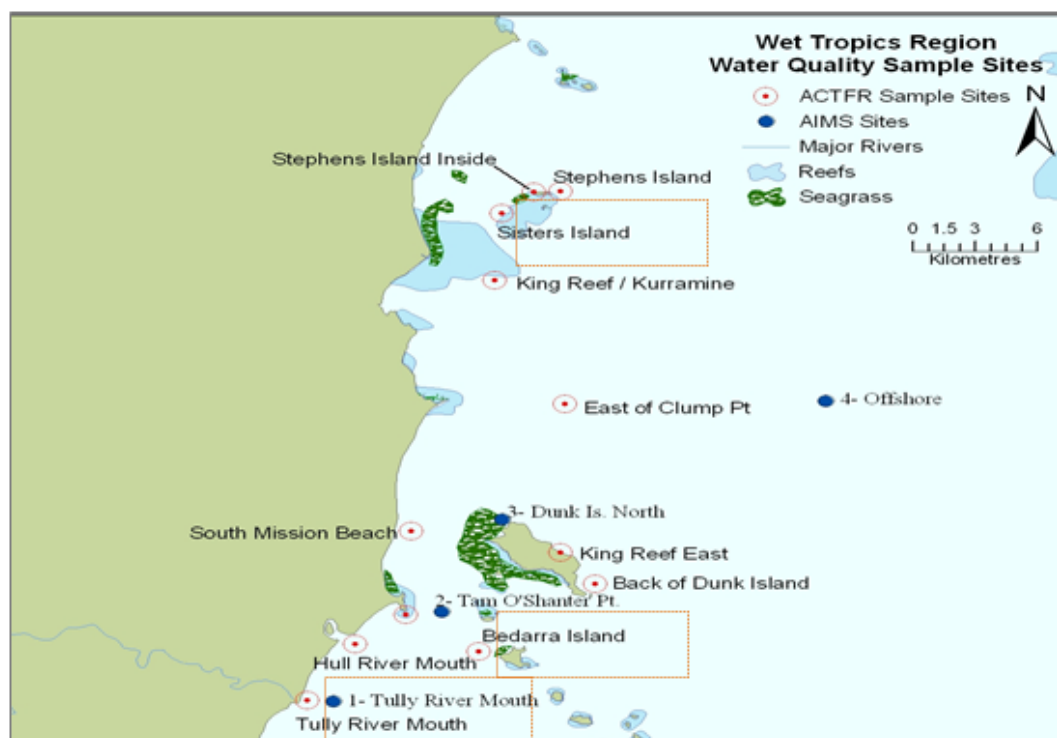 Wet Tropics Region
Water Quality Sample Sites
ACTFR Sample Sites
AIMS Sites
Major Rivers
Reefs
Seagrass
N
0 1.5 3 6
Kilometres
Stephens Island Inside
Stephens Island
Sisters Island
King Reef / Kurramine
East of Clump Pt
4- Offshore
3- Dunk Is. North
South Mission Beach
King Reef East
Back of Dunk Island
2- Tam O'Shanter Pt.
Bedarra Island
Hull River Mouth
1- Tully River Mouth
Tully River Mouth